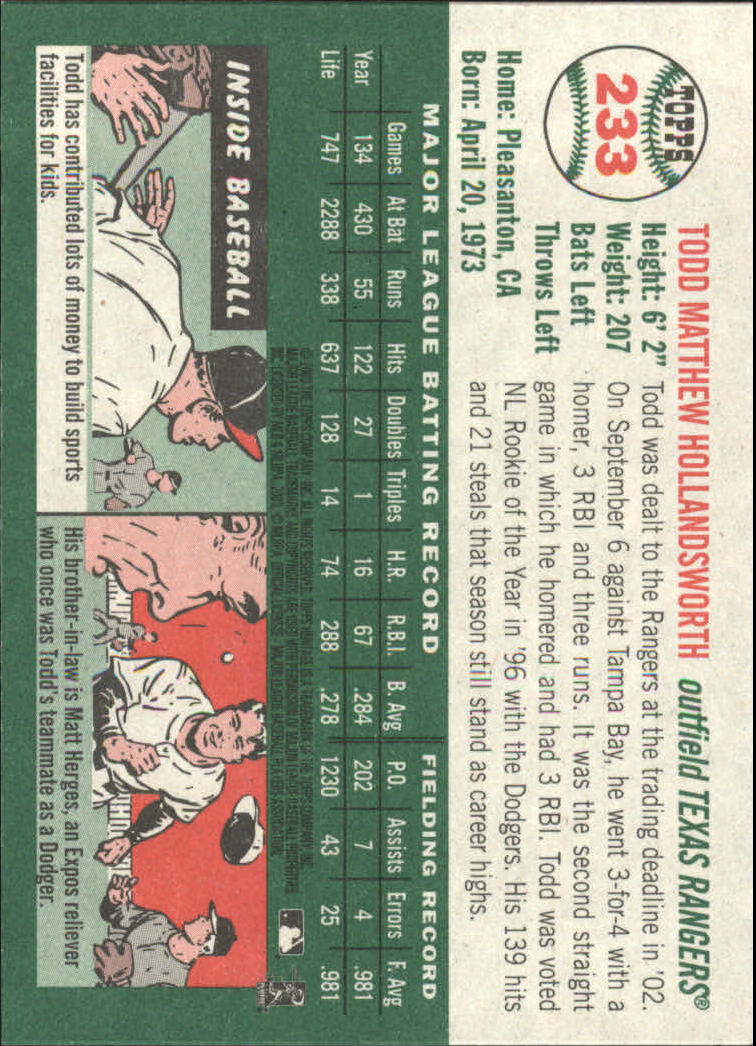 TOPPS
233
TODD MATTHEW HOLLANDSWORTH outfield TEXAS RANGERS®
Height: 6' 2"
Weight: 207
Bats Left
Throws Left
Home: Pleasanton, CA
Born: April 20, 1973
Todd was dealt to the Rangers at the trading deadline in '02.
On September 6 against Tampa Bay, he went 3-for-4 with a
homer, 3 RBI and three runs. It was the second straight
game in which he homered and had 3 RBI. Todd was voted
NL Rookie of the Year in '96 with the Dodgers. His 139 hits
and 21 steals that season still stand as career highs.
MAJOR LEAGUE BATTING RECORD FIELDING RECORD
Year Games At Bat Runs Hits Doubles Triples H.R. R.B.I. B. Avg P.O. Assists Errors F. Avg
134 430 55 122 27 1 16 67 .284 202 7 4 .981
Life 747 2288 338 637 128 14 74 288 .278 1230 43 25 .981
INSIDE BASEBALL
Todd has contributed lots of money to build sports
facilities for kids.
His brother-in-law is Matt Herges, an Expos reliever
who once was Todd's teammate as a Dodger.